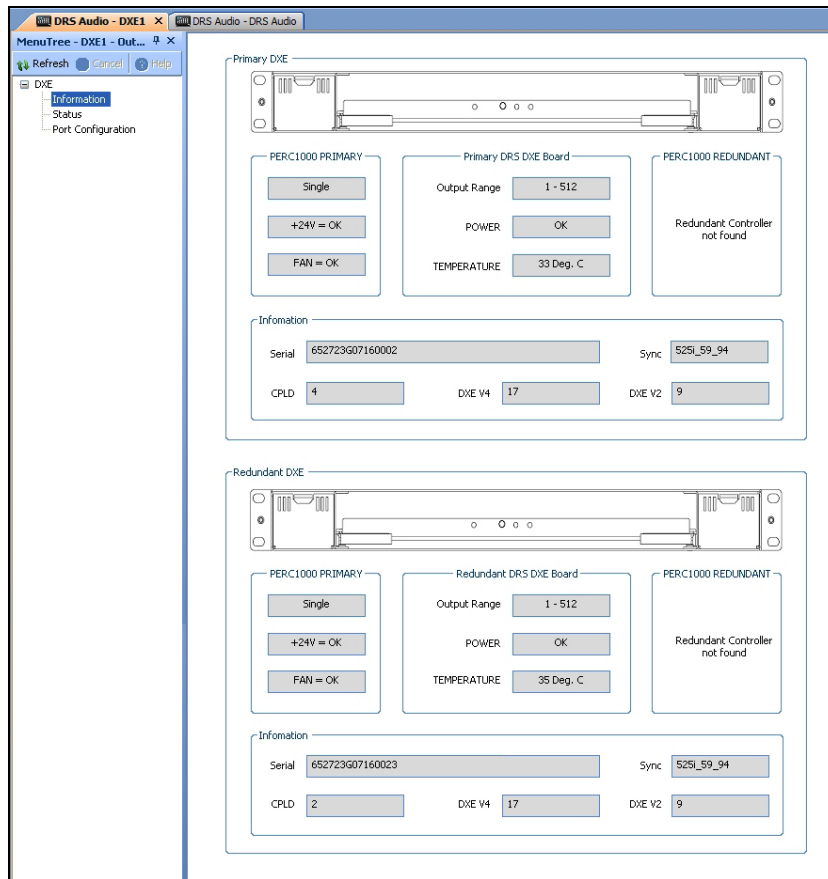 DRS Audio - DXE1 X DRS Audio - DRS Audio
MenuTree - DXE1 - Out...
Refresh Cancel Help
DXE
Information
Status
Port Configuration
Primary DXE
PERC1000 PRIMARY
Single
+24V = OK
FAN = OK
Primary DRS DXE Board
Output Range 1 - 512
POWER OK
TEMPERATURE 33 Deg. C
PERC1000 REDUNDANT
Redundant Controller
not found
Infomation
Serial 652723G07160002 Sync 525i_59_94
CPLD 4 DXE V4 17 DXE V2 9
Redundant DXE
PERC1000 PRIMARY
Single
+24V = OK
FAN = OK
Redundant DRS DXE Board
Output Range 1 - 512
POWER OK
TEMPERATURE 35 Deg. C
PERC1000 REDUNDANT
Redundant Controller
not found
Infomation
Serial 652723G07160023 Sync 525i_59_94
CPLD 2 DXE V4 17 DXE V2 9